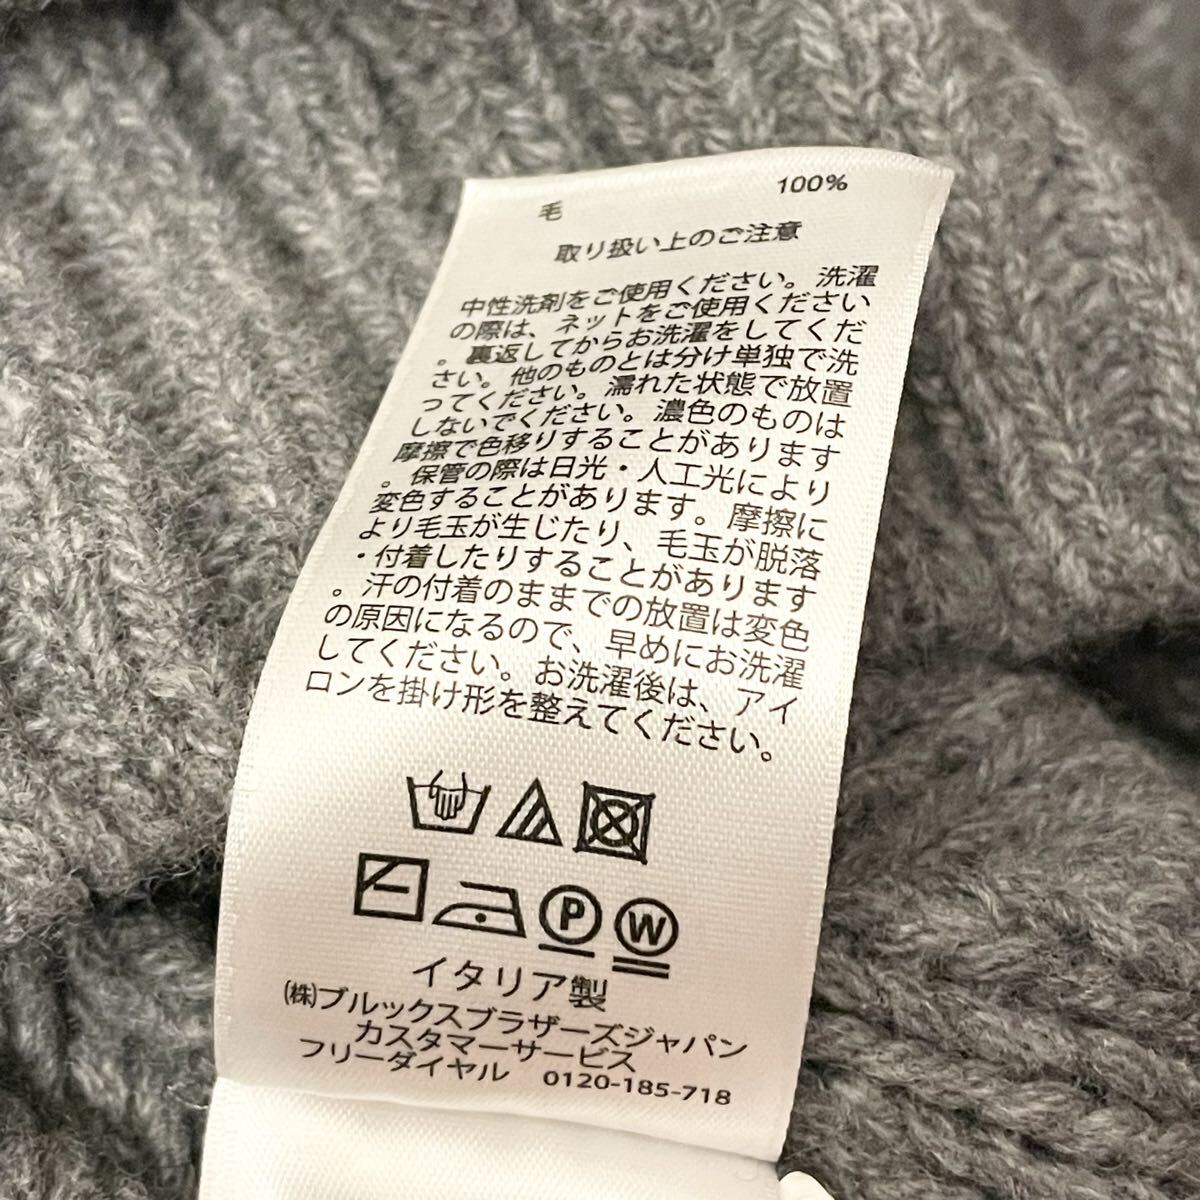 毛 100%
取り扱い上のご注意
中性洗剤をご使用ください。洗濯
の際は、ネットをご使用ください
。裏返してからお洗濯をしてくだ
さい。他のものとは分け単独で洗
ってください。濡れた状態で放置
しないでください。濃色のものは
摩擦で色移りすることがあります
。保管の際は日光・人工光により
変色することがあります。摩擦に
より毛玉が生じたり、毛玉が脱落
・付着したりすることがあります
。汗の付着のままでの放置は変色
の原因になるので、早めにお洗濯
してください。お洗濯後は、アイ
ロンを掛け形を整えてください。
P W
イタリア製
(株)ブルックスブラザーズジャパン
カスタマーサービス
フリーダイヤル 0120-185-718